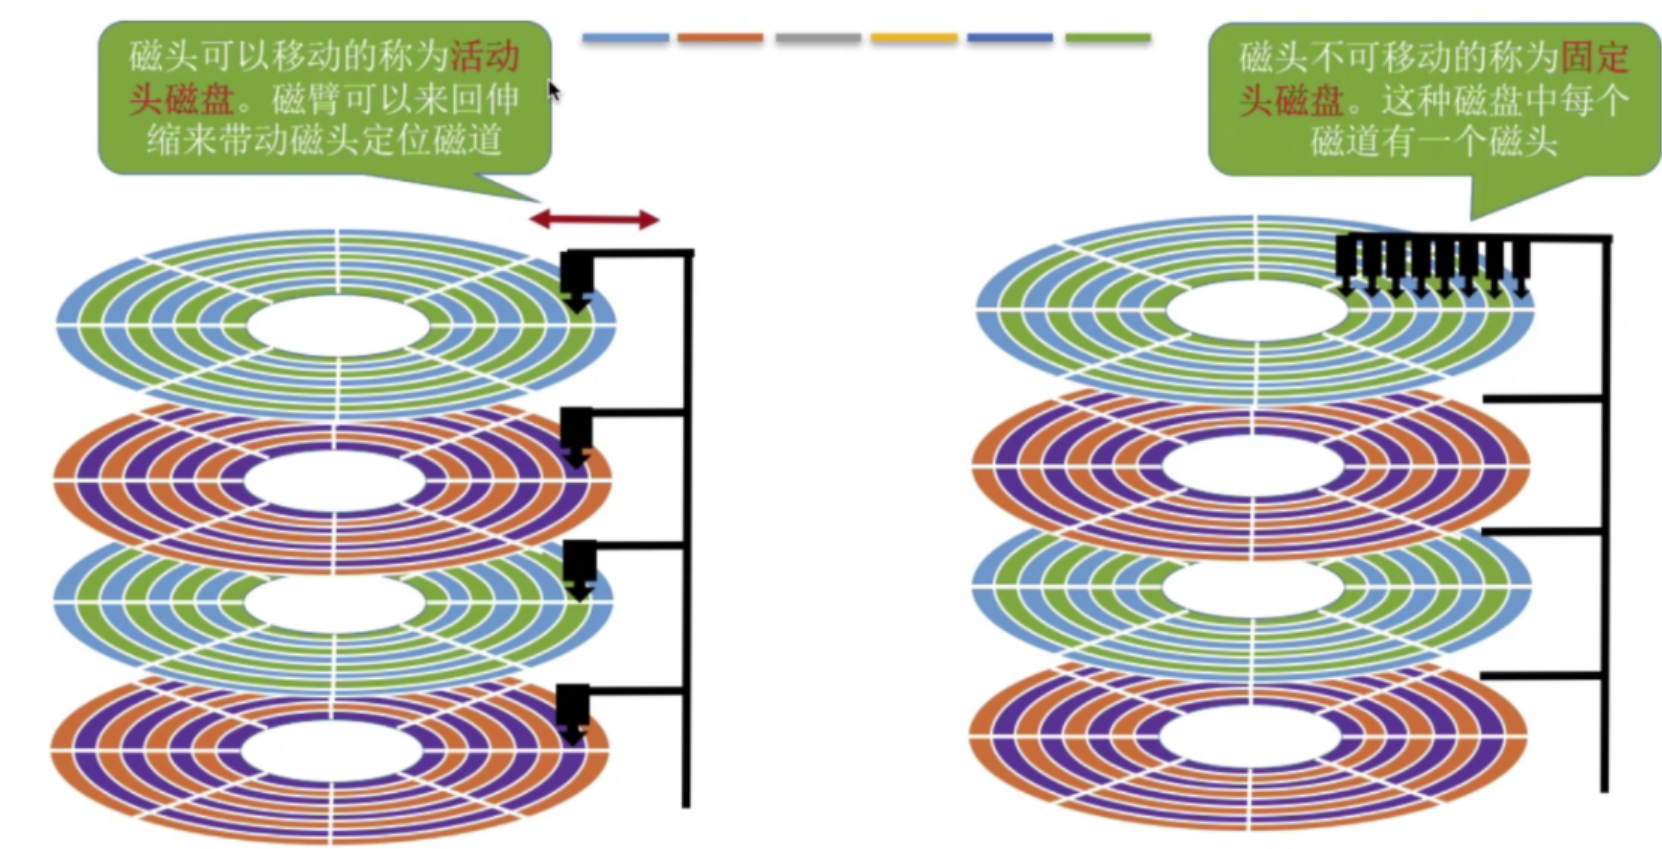 磁头可以移动的称为活动
头磁盘。磁臂可以来回伸
缩来带动磁头定位磁道
磁头不可移动的称为固定
头磁盘。这种磁盘中每个
磁道有一个磁头